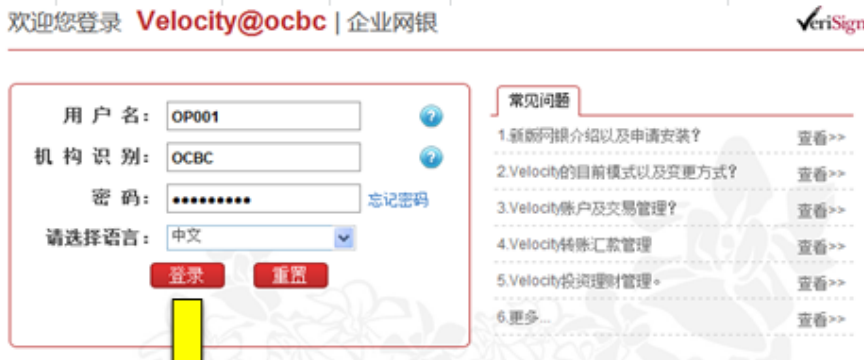 欢迎您登录 Velocity@ocbc | 企业网银
VeriSign
用 户 名： OP001
机 构 识 别： OCBC
密 码： •••••••••
忘记密码
请选择语言： 中文
登录 重置
常见问题
1.新版网银介绍以及申请安装？ 查看>>
2.Velocity的目前模式以及变更方式？ 查看>>
3.Velocity账户及交易管理？ 查看>>
4.Velocity转账汇款管理 查看>>
5.Velocity投资理财管理。 查看>>
6.更多... 查看>>